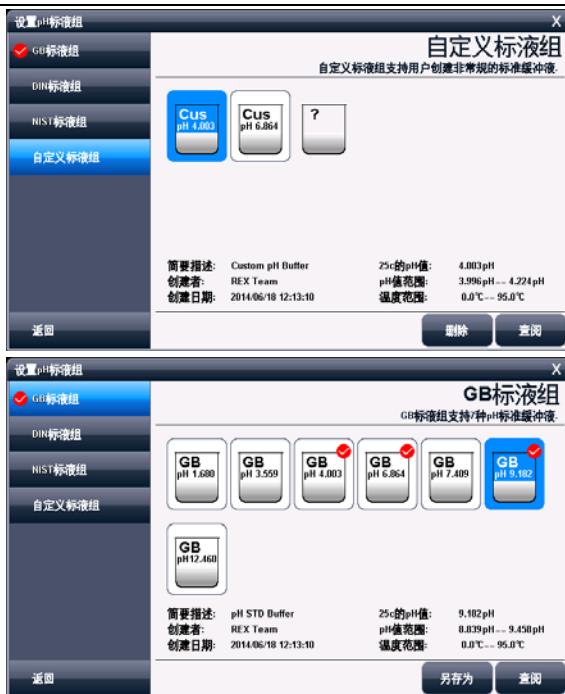 设置pH标液组 X
GB标液组
DIN标液组
NIST标液组
自定义标液组
返回
自定义标液组
自定义标液组支持用户创建非常规的标准缓冲液.
Cus pH 4.003
Cus pH 6.864
?
简要描述: Custom pH Buffer 25c的pH值: 4.003pH
创建者: REX Team pH值范围: 3.996pH-- 4.224pH
创建日期: 2014/06/18 12:13:10 温度范围: 0.0℃-- 95.0℃
删除 查阅
设置pH标液组 X
GB标液组
DIN标液组
NIST标液组
自定义标液组
返回
GB标液组
GB标液组支持7种pH标准缓冲液.
GB pH 1.680
GB pH 3.559
GB pH 4.003
GB pH 6.864
GB pH 7.409
GB pH 9.182
GB pH12.460
简要描述: pH STD Buffer 25c的pH值: 9.182pH
创建者: REX Team pH值范围: 8.839pH-- 9.458pH
创建日期: 2014/06/18 12:13:10 温度范围: 0.0℃-- 95.0℃
另存为 查阅